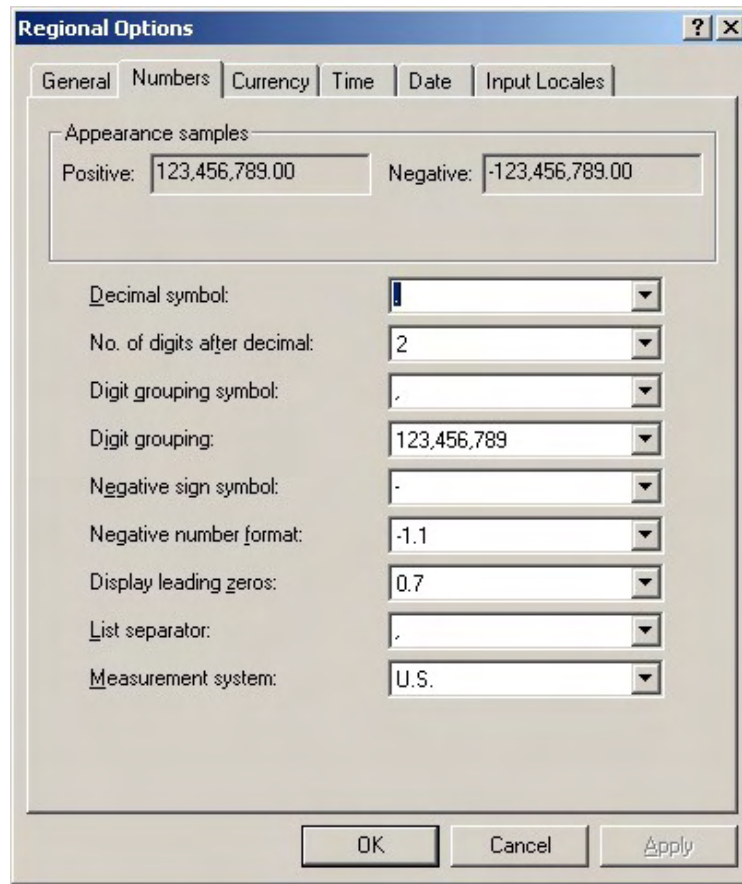 Regional Options
General Numbers Currency Time Date Input Locales
Appearance samples
Positive: 123,456,789.00 Negative: -123,456,789.00
Decimal symbol: .
No. of digits after decimal: 2
Digit grouping symbol: ,
Digit grouping: 123,456,789
Negative sign symbol: -
Negative number format: -1.1
Display leading zeros: 0.7
List separator: ,
Measurement system: U.S.
OK Cancel Apply